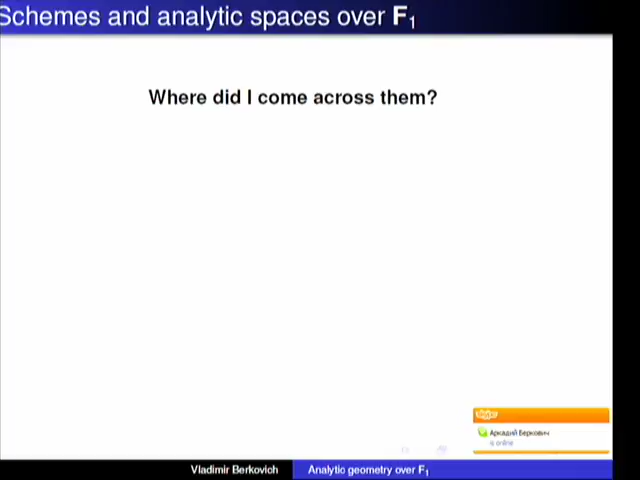 Schemes and analytic spaces over F₁
Where did I come across them?
skype
Аркадий Беркович
is online
Vladimir Berkovich
Analytic geometry over F₁